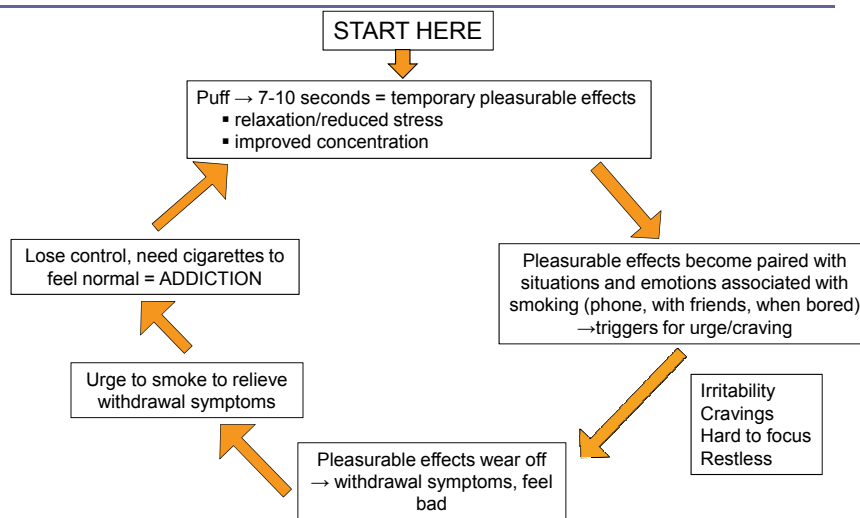 START HERE
Puff → 7-10 seconds = temporary pleasurable effects
▪ relaxation/reduced stress
▪ improved concentration
Pleasurable effects become paired with
situations and emotions associated with
smoking (phone, with friends, when bored)
→triggers for urge/craving
Irritability
Cravings
Hard to focus
Restless
Pleasurable effects wear off
→ withdrawal symptoms, feel
bad
Urge to smoke to relieve
withdrawal symptoms
Lose control, need cigarettes to
feel normal = ADDICTION